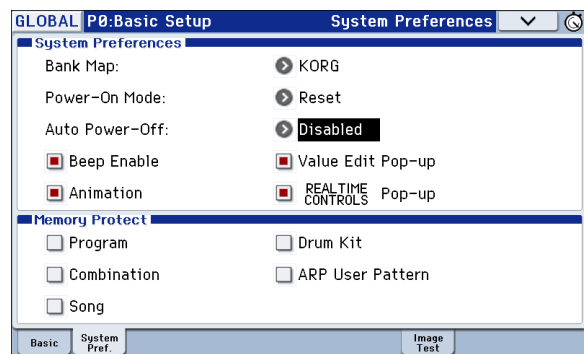 GLOBAL P0:Basic Setup System Preferences
System Preferences
Bank Map: KORG
Power-On Mode: Reset
Auto Power-Off: Disabled
Beep Enable Value Edit Pop-up
Animation REALTIME CONTROLS Pop-up
Memory Protect
Program Drum Kit
Combination ARP User Pattern
Song
Basic System Pref. Image Test